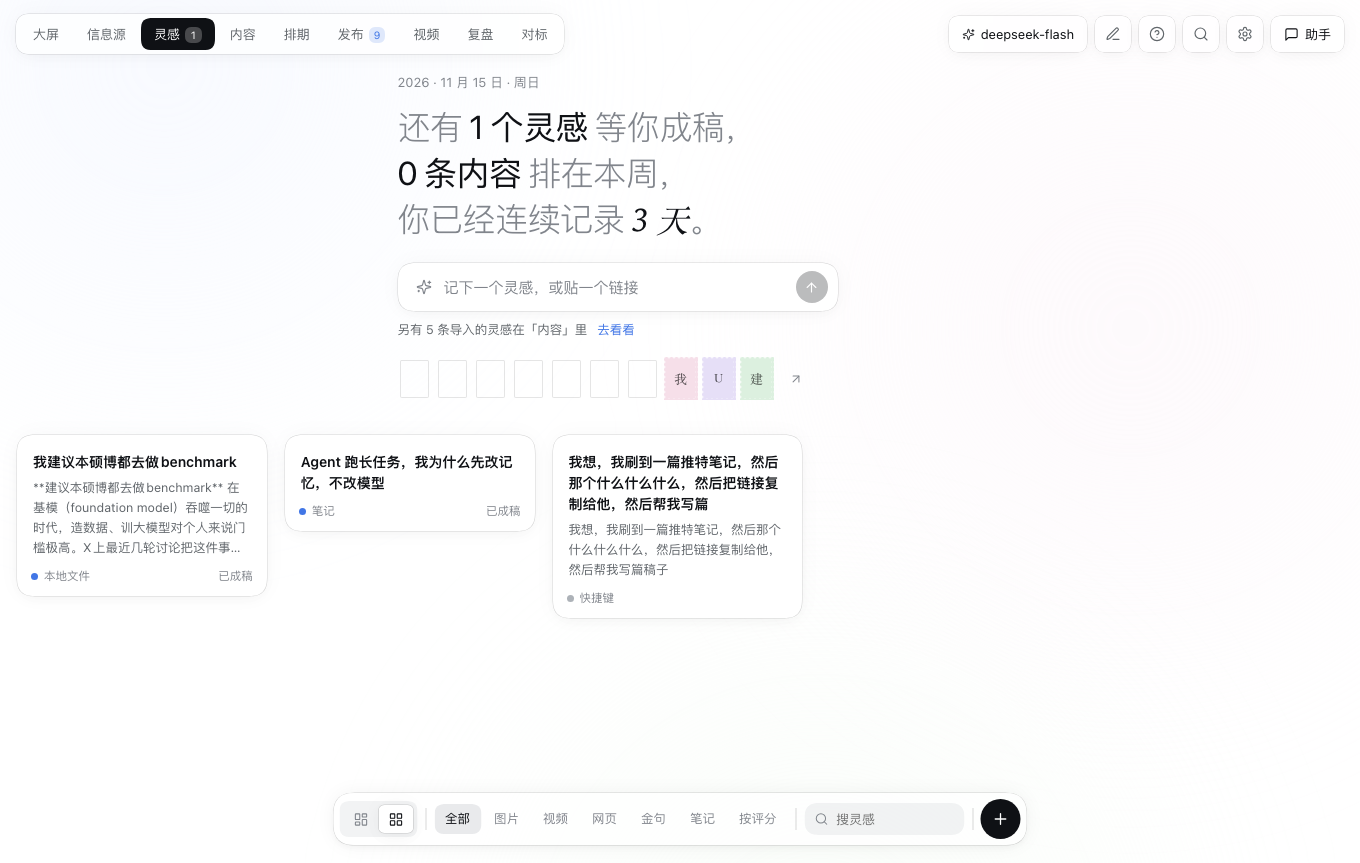 大屏
信息源
灵感 1
内容
排期
发布 9
视频
复盘
对标
deepseek-flash
助手
2026 · 11 月 15 日 · 周日
还有 1 个灵感 等你成稿，
0 条内容 排在本周，
你已经连续记录 3 天。
记下一个灵感，或贴一个链接
另有 5 条导入的灵感在「内容」里 去看看
我
U
建
我建议本硕博都去做 benchmark
**建议本硕博都去做 benchmark** 在
基模（foundation model）吞噬一切的
时代，造数据、训大模型对个人来说门
槛极高。X 上最近几轮讨论把这件事...
本地文件
已成稿
Agent 跑长任务，我为什么先改记
忆，不改模型
笔记
已成稿
我想，我刷到一篇推特笔记，然后
那个什么什么什么，然后把链接复
制给他，然后帮我写篇
我想，我刷到一篇推特笔记，然后那个
什么什么什么，然后把链接复制给他，
然后帮我写篇稿子
快捷键
全部
图片
视频
网页
金句
笔记
按评分
搜灵感